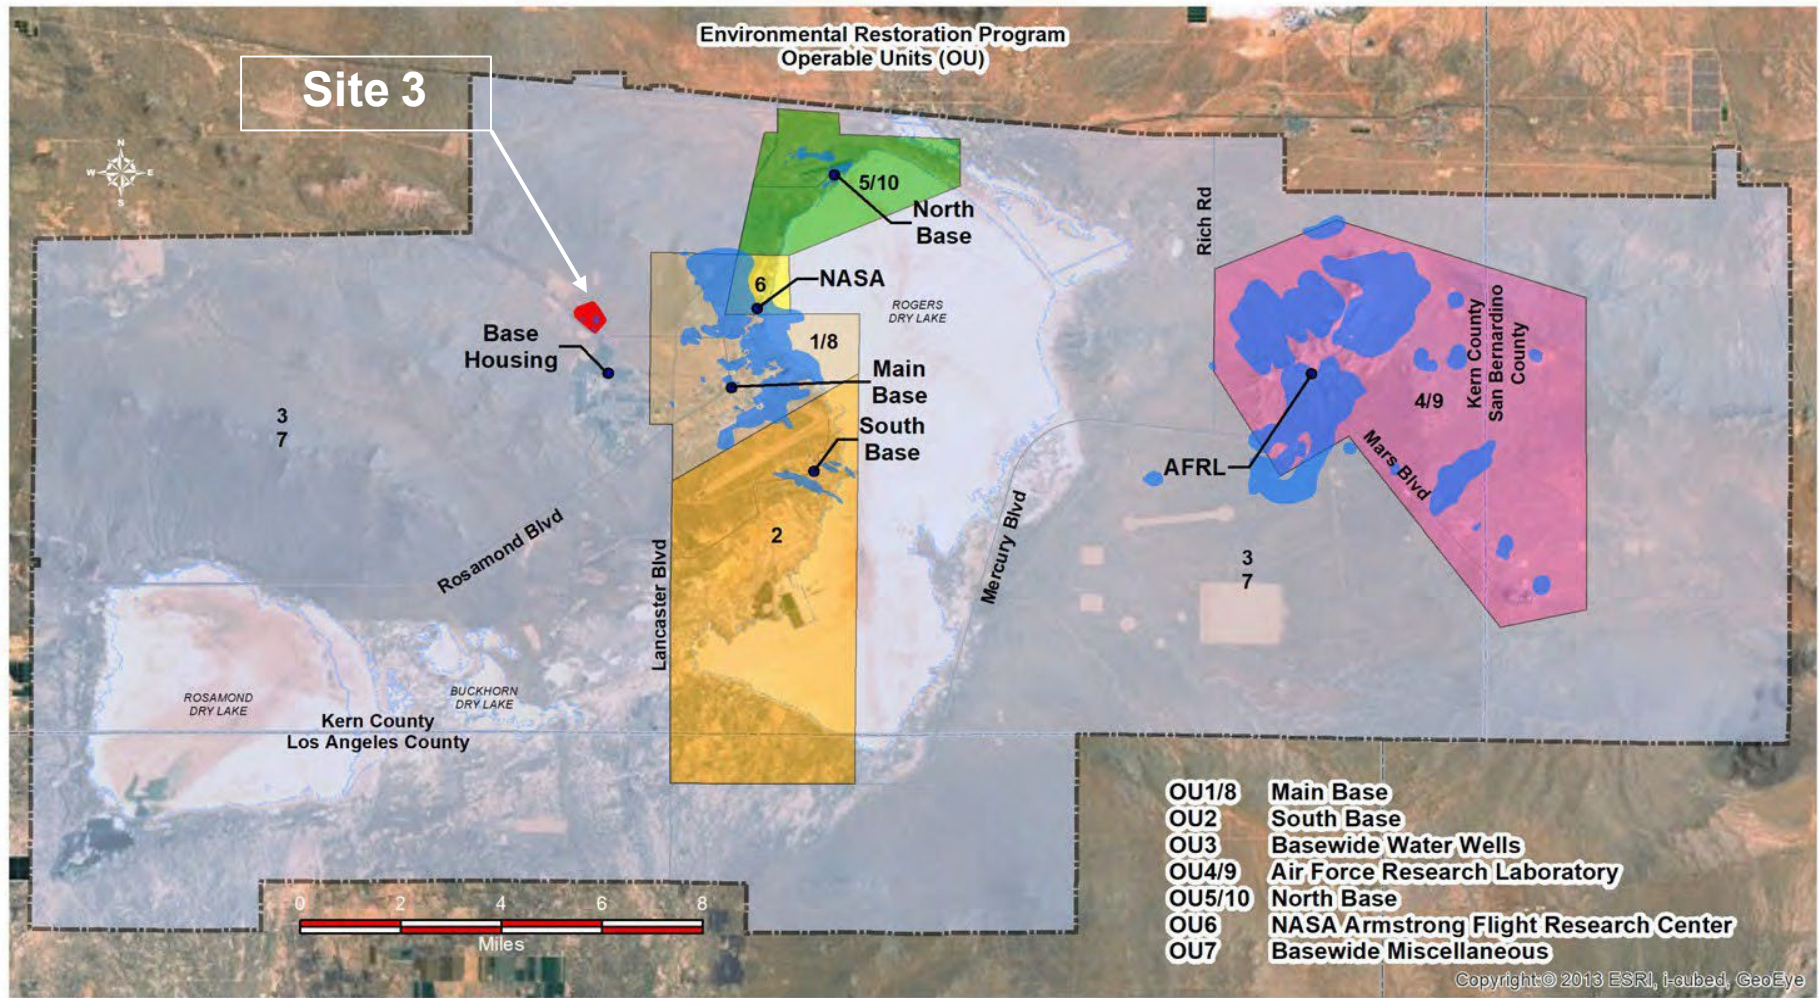 Environmental Restoration Program
Operable Units (OU)
Site 3
N
W E
S
5/10
North
Base
Rich Rd
6
NASA
ROGERS
DRY LAKE
Base
Housing
1/8
Main
Base
South
Base
3
7
Kern County
San Bernardino
County
4/9
AFRL
Mars Blvd
Rosamond Blvd
2
Mercury Blvd
3
7
Lancaster Blvd
ROSAMOND
DRY LAKE
BUCKHORN
DRY LAKE
Kern County
Los Angeles County
0 2 4 6 8
Miles
OU1/8 Main Base
OU2 South Base
OU3 Basewide Water Wells
OU4/9 Air Force Research Laboratory
OU5/10 North Base
OU6 NASA Armstrong Flight Research Center
OU7 Basewide Miscellaneous
Copyright:© 2013 ESRI, i-cubed, GeoEye